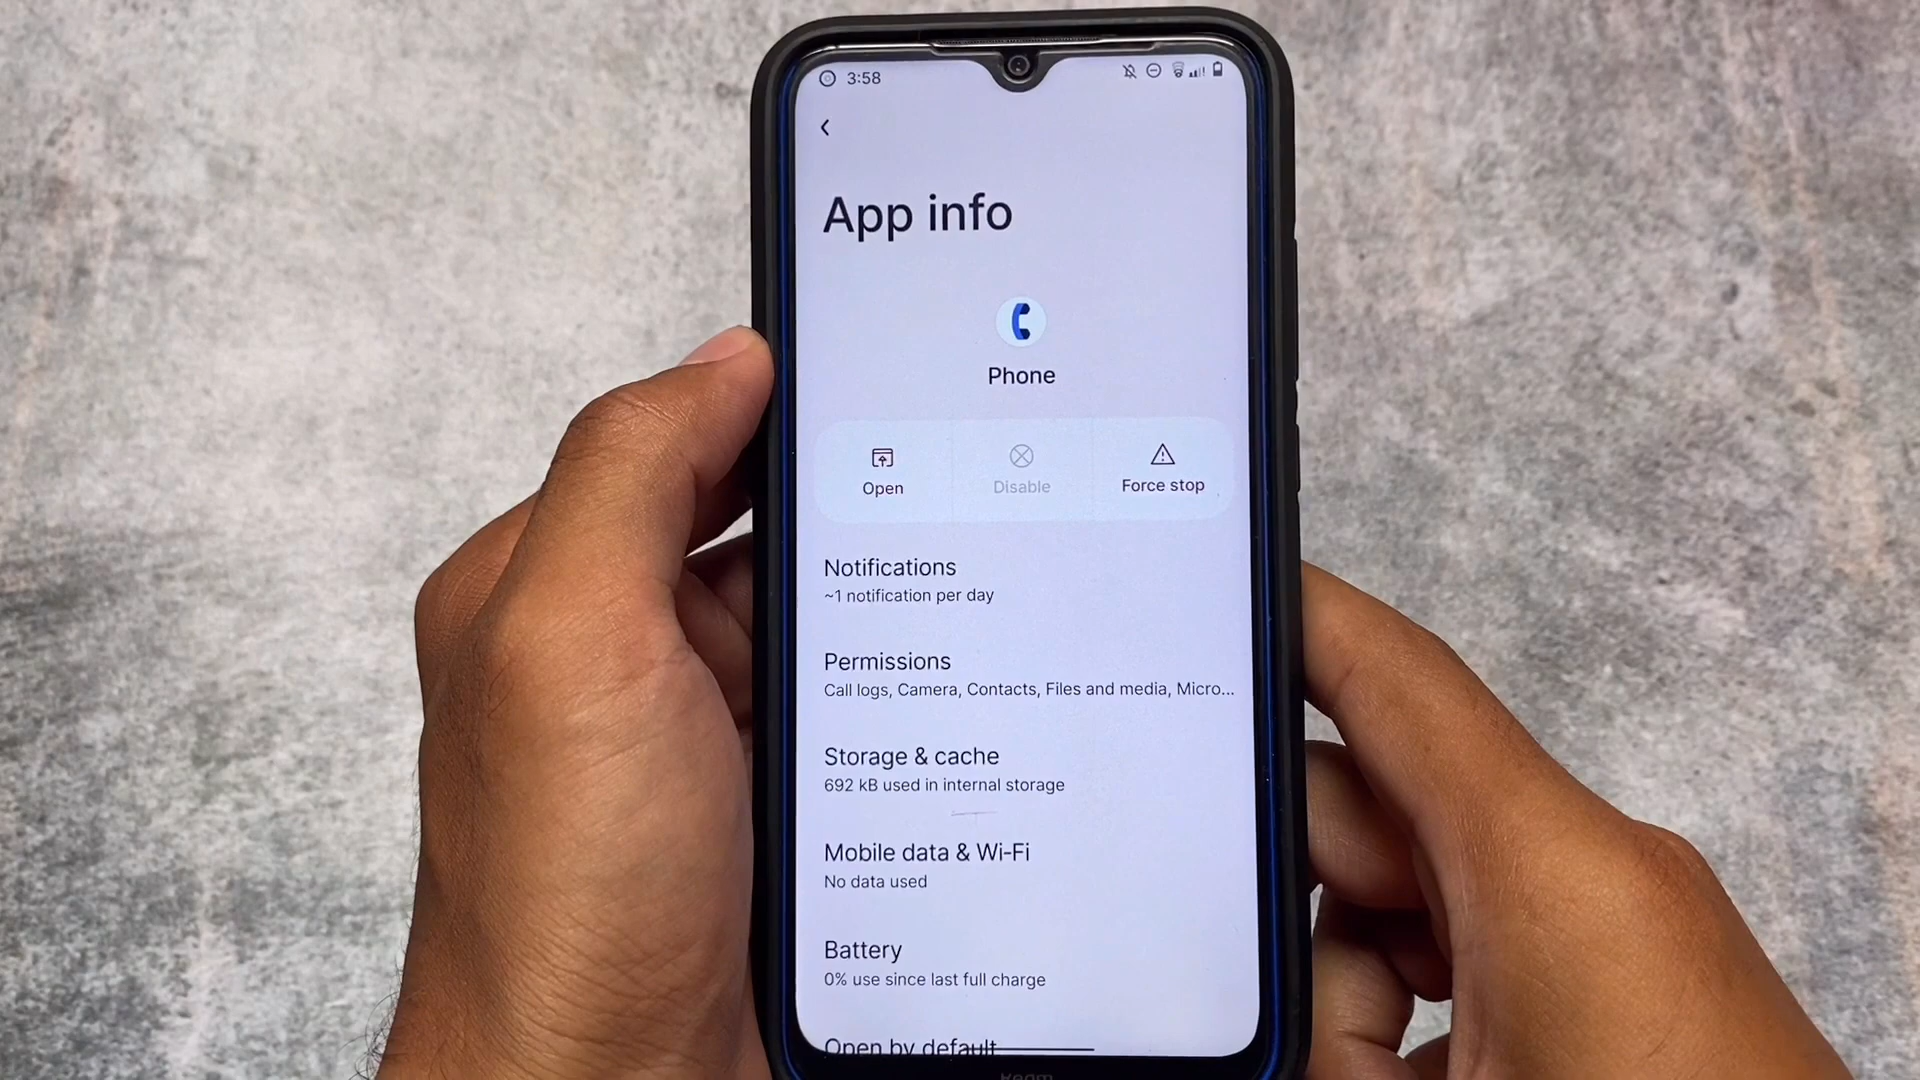 3:58
App info
Phone
Open
Disable
Force stop
Notifications
~1 notification per day
Permissions
Call logs, Camera, Contacts, Files and media, Micro...
Storage & cache
692 kB used in internal storage
Mobile data & Wi-Fi
No data used
Battery
0% use since last full charge
Open by default